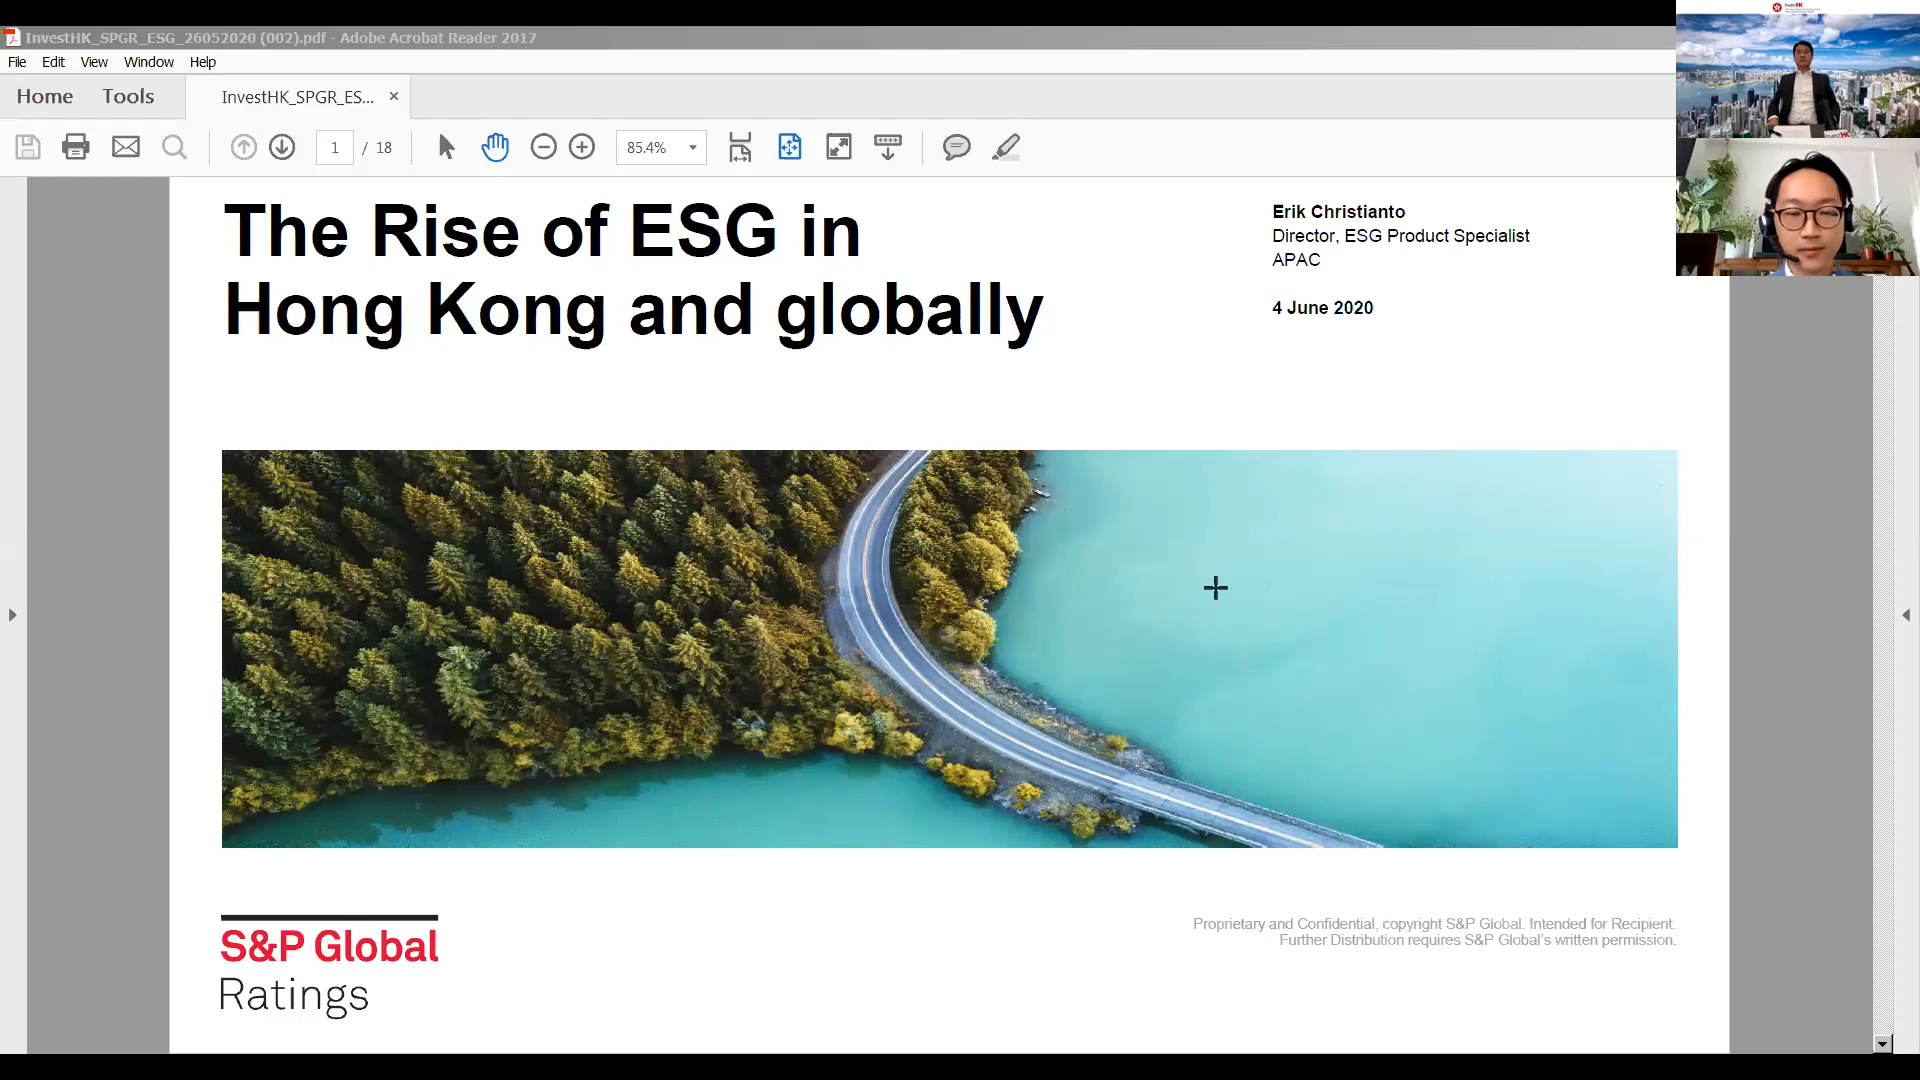 InvestHK_SPGR_ESG_26052020 (002).pdf - Adobe Acrobat Reader 2017
File Edit View Window Help
Home Tools InvestHK_SPGR_ES... ×
1 / 18 85.4%
The Rise of ESG in
Hong Kong and globally
Erik Christianto
Director, ESG Product Specialist
APAC
4 June 2020
S&P Global
Ratings
Proprietary and Confidential, copyright S&P Global. Intended for Recipient.
Further Distribution requires S&P Global's written permission.
InvestHK
InvestHK